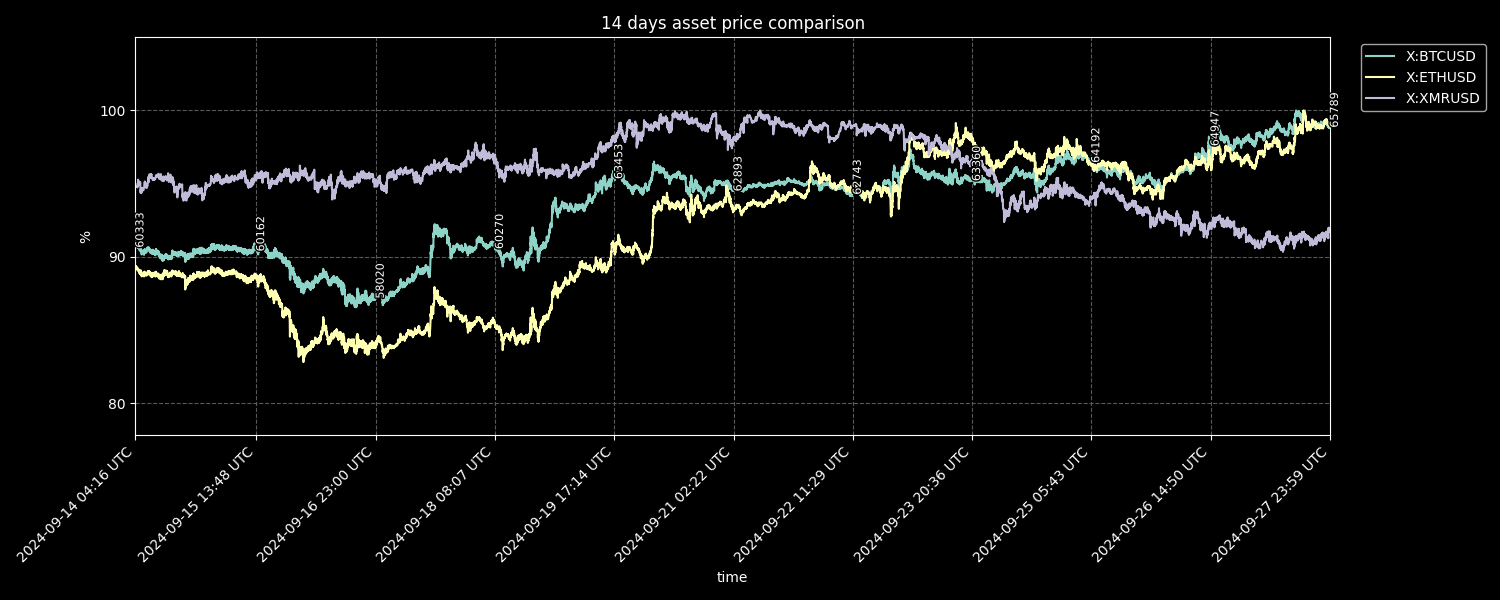 14 days asset price comparison
X:BTCUSD
X:ETHUSD
X:XMRUSD
100
90
80
%
60333
60162
58020
60270
63453
62893
62743
63360
64192
64947
65789
2024-09-14 04:16 UTC
2024-09-15 13:48 UTC
2024-09-16 23:00 UTC
2024-09-18 08:07 UTC
2024-09-19 17:14 UTC
2024-09-21 02:22 UTC
2024-09-22 11:29 UTC
2024-09-23 20:36 UTC
2024-09-25 05:43 UTC
2024-09-26 14:50 UTC
2024-09-27 23:59 UTC
time